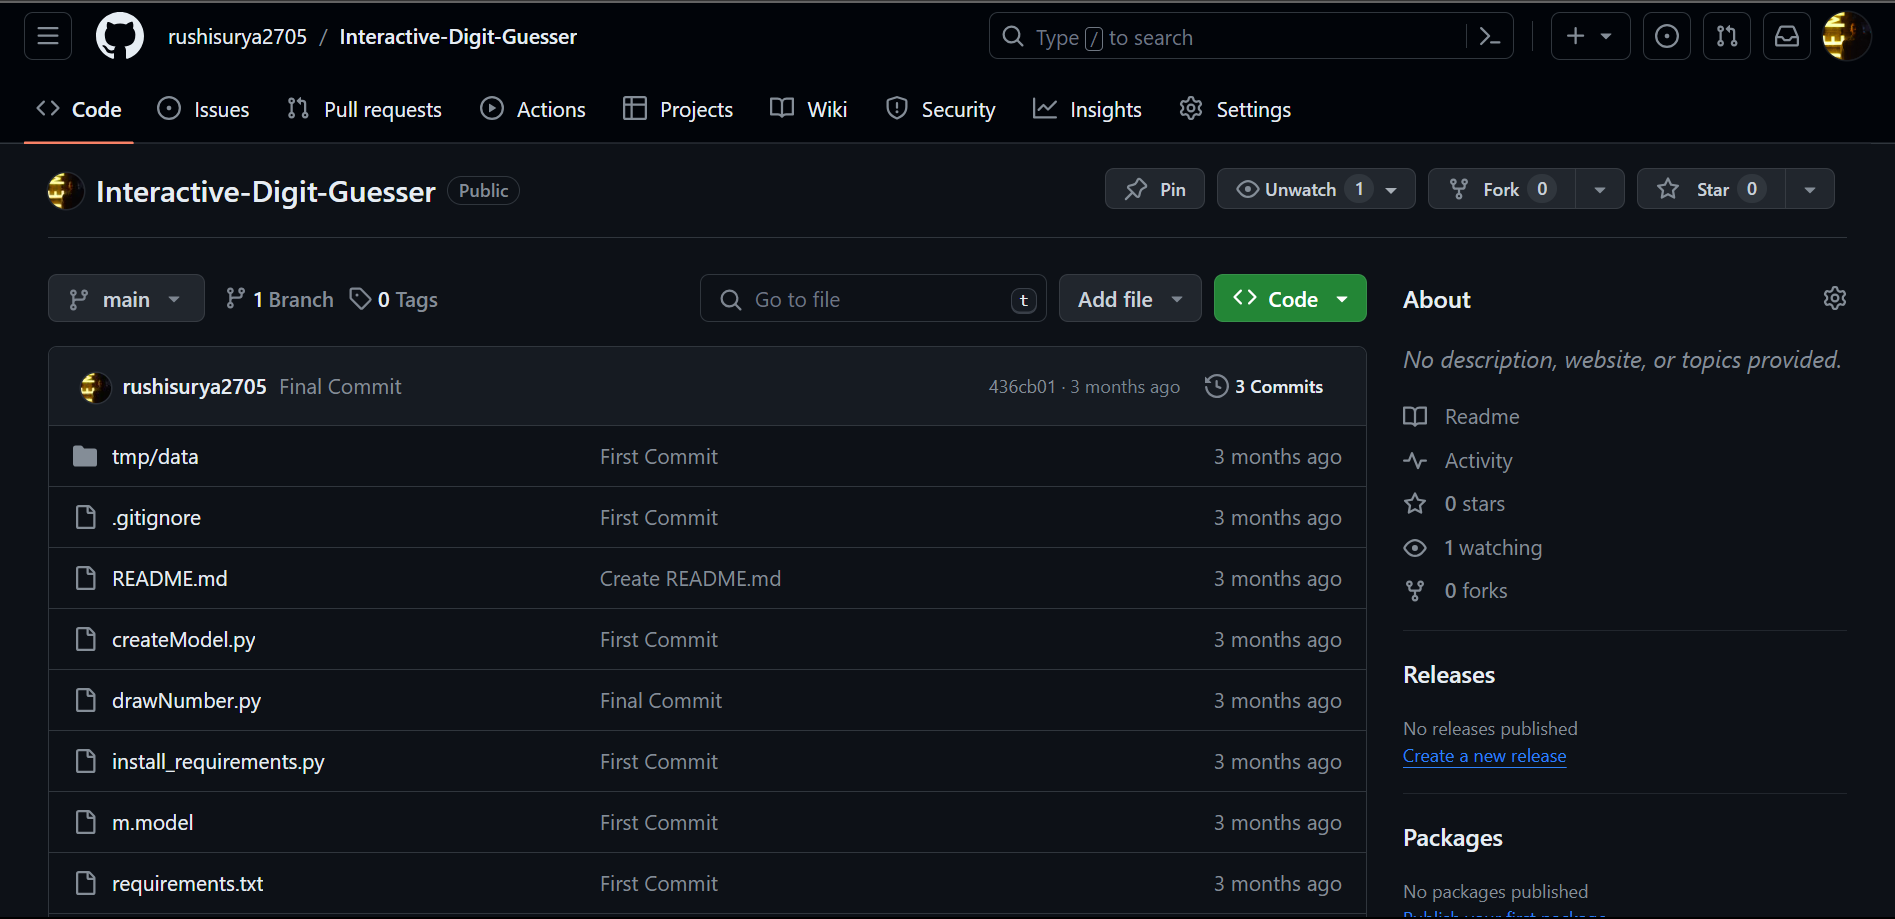 rushisurya2705 / Interactive-Digit-Guesser
Type / to search
Code Issues Pull requests Actions Projects Wiki Security Insights Settings
Interactive-Digit-Guesser Public
Pin Unwatch 1 Fork 0 Star 0
main 1 Branch 0 Tags Go to file t Add file Code
rushisurya2705 Final Commit 436cb01 · 3 months ago 3 Commits
tmp/data First Commit 3 months ago
.gitignore First Commit 3 months ago
README.md Create README.md 3 months ago
createModel.py First Commit 3 months ago
drawNumber.py Final Commit 3 months ago
install_requirements.py First Commit 3 months ago
m.model First Commit 3 months ago
requirements.txt First Commit 3 months ago
About
No description, website, or topics provided.
Readme
Activity
0 stars
1 watching
0 forks
Releases
No releases published
Create a new release
Packages
No packages published
Publish your first package